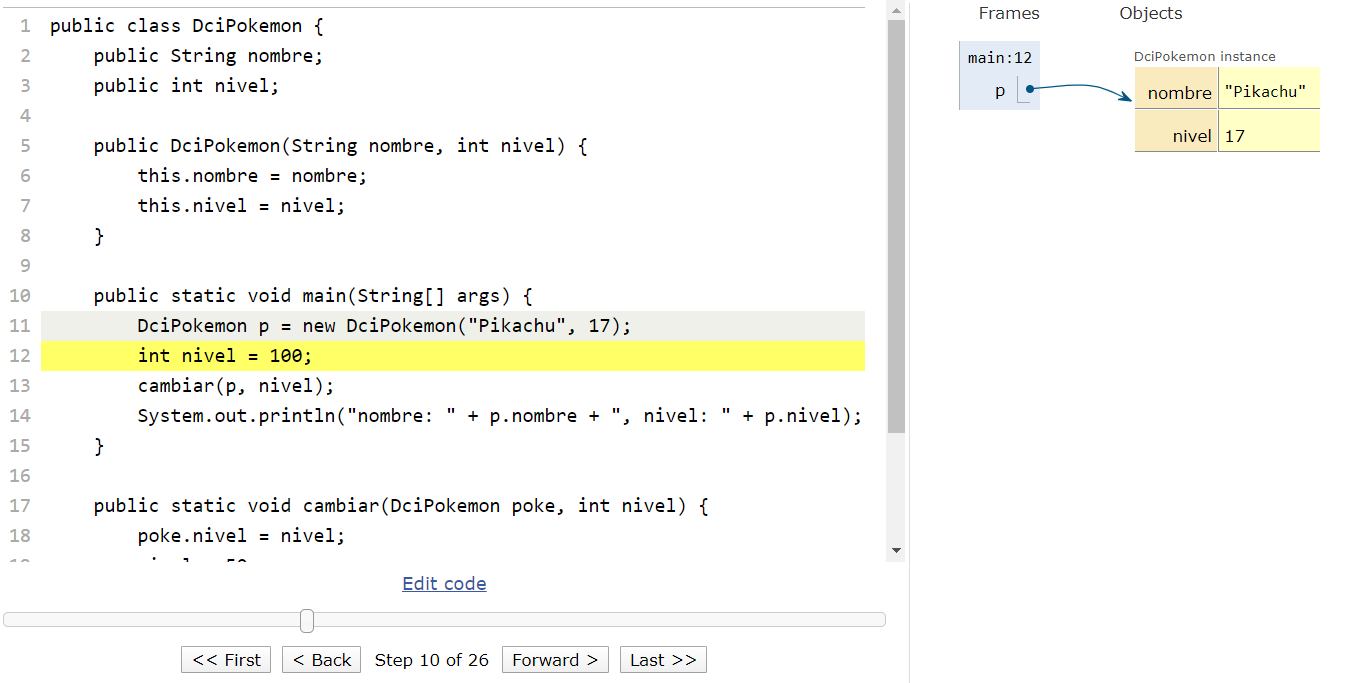 1 public class DciPokemon {
2 public String nombre;
3 public int nivel;
4
5 public DciPokemon(String nombre, int nivel) {
6 this.nombre = nombre;
7 this.nivel = nivel;
8 }
9
10 public static void main(String[] args) {
11 DciPokemon p = new DciPokemon("Pikachu", 17);
12 int nivel = 100;
13 cambiar(p, nivel);
14 System.out.println("nombre: " + p.nombre + ", nivel: " + p.nivel);
15 }
16
17 public static void cambiar(DciPokemon poke, int nivel) {
18 poke.nivel = nivel;
Edit code
<< First < Back Step 10 of 26 Forward > Last >>
Frames Objects
main:12
p
DciPokemon instance
nombre "Pikachu"
nivel 17